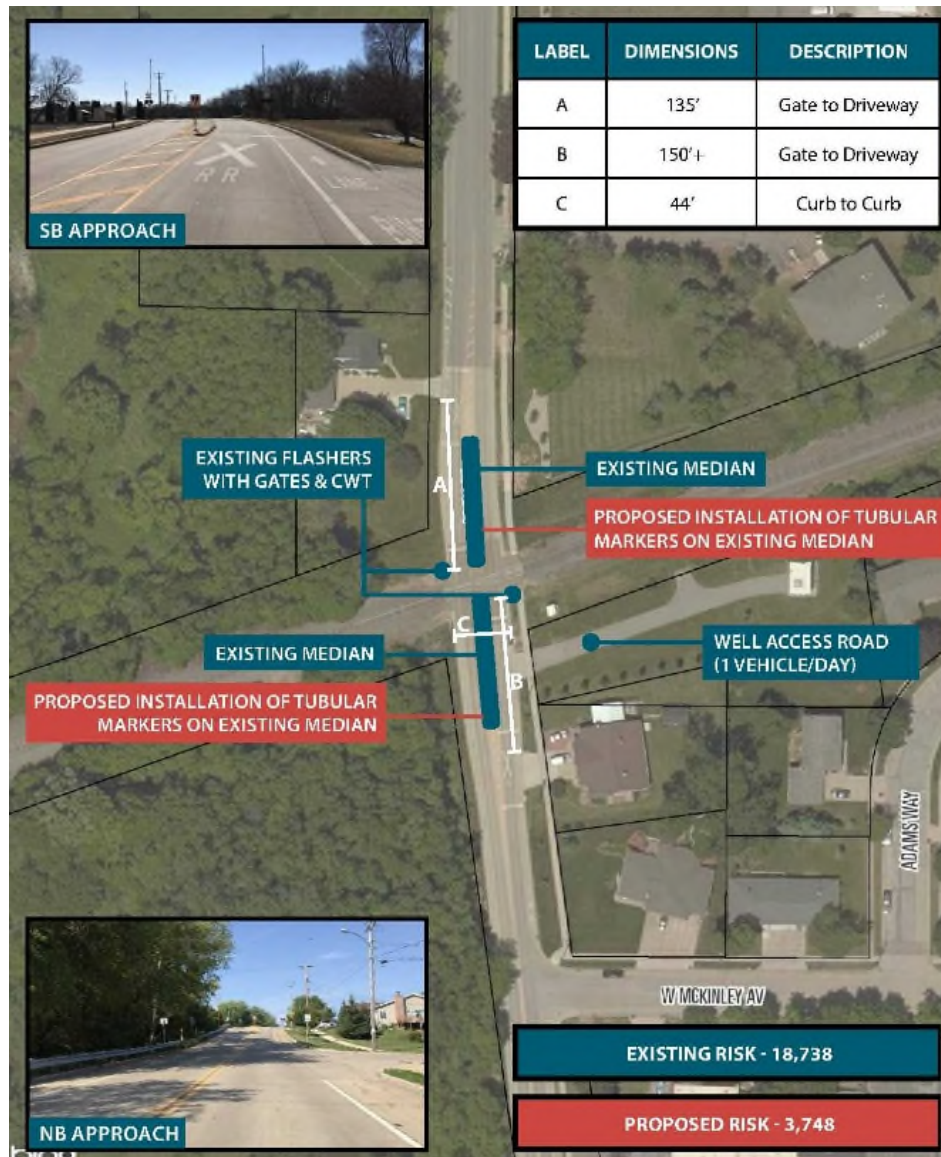 LABEL DIMENSIONS DESCRIPTION
A 135' Gate to Driveway
B 150'+ Gate to Driveway
C 44' Curb to Curb
RR
SB APPROACH
EXISTING FLASHERS
WITH GATES & CWT
A
EXISTING MEDIAN
PROPOSED INSTALLATION OF TUBULAR
MARKERS ON EXISTING MEDIAN
C
EXISTING MEDIAN
WELL ACCESS ROAD
(1 VEHICLE/DAY)
B
PROPOSED INSTALLATION OF TUBULAR
MARKERS ON EXISTING MEDIAN
ADAMS WAY
W MCKINLEY AV
NB APPROACH
EXISTING RISK - 18,738
PROPOSED RISK - 3,748